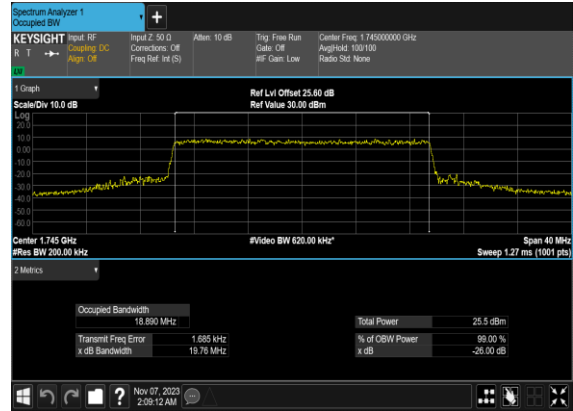 Spectrum Analyzer 1
Occupied BW
KEYSIGHT Input: RF Input Z: 50 Ω Atten: 10 dB Trig: Free Run Center Freq: 1.745000000 GHz
R T Coupling: DC Corrections: Off Gate: Off Avg|Hold: 100/100
Align: Off Freq Ref: Int (S) #IF Gain: Low Radio Std: None
1 Graph
Ref Lvl Offset 25.60 dB
Scale/Div 10.0 dB Ref Value 30.00 dBm
Log
20.0
10.0
0.00
-10.0
-20.0
-30.0
-40.0
-50.0
-60.0
Center 1.745 GHz #Video BW 620.00 kHz* Span 40 MHz
#Res BW 200.00 kHz Sweep 1.27 ms (1001 pts)
2 Metrics
Occupied Bandwidth
18.890 MHz Total Power 25.5 dBm
Transmit Freq Error 1.685 kHz % of OBW Power 99.00 %
x dB Bandwidth 19.76 MHz x dB -26.00 dB
Nov 07, 2023
2:09:12 AM